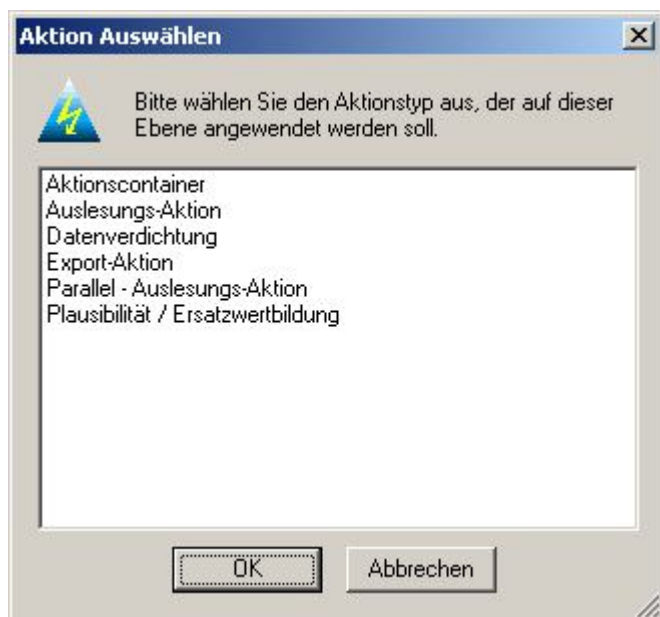 Aktion Auswählen
Bitte wählen Sie den Aktionstyp aus, der auf dieser
Ebene angewendet werden soll.
Aktionscontainer
Auslesungs-Aktion
Datenverdichtung
Export-Aktion
Parallel - Auslesungs-Aktion
Plausibilität / Ersatzwertbildung
OK
Abbrechen